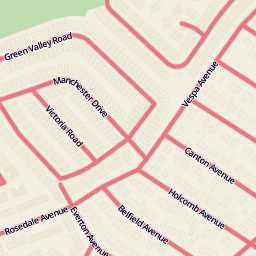 Green Valley Road
Manchester Drive
Vespa Avenue
Victoria Road
Canton Avenue
Holcomb Avenue
Rosedale Avenue
Belfield Avenue
Everton Avenue